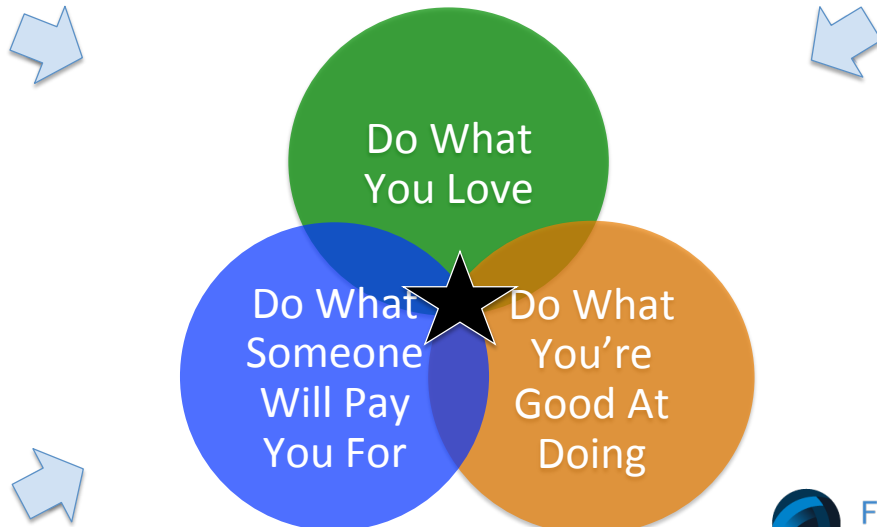 Do What
You Love
Do What
Someone
Will Pay
You For
Do What
You’re
Good At
Doing
F